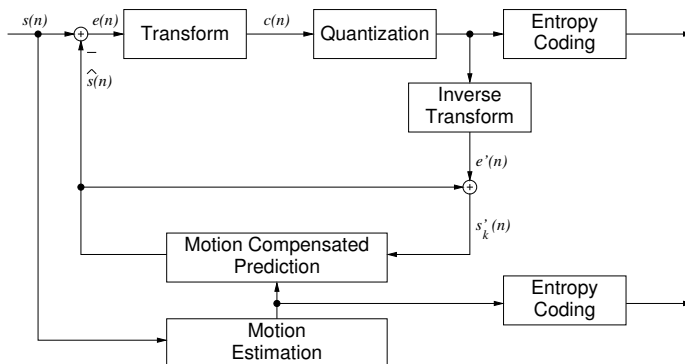 s(n)
e(n)
Transform
c(n)
Quantization
Entropy
Coding
−
ŝ(n)
Inverse
Transform
e'(n)
s'k(n)
Motion Compensated
Prediction
Entropy
Coding
Motion
Estimation